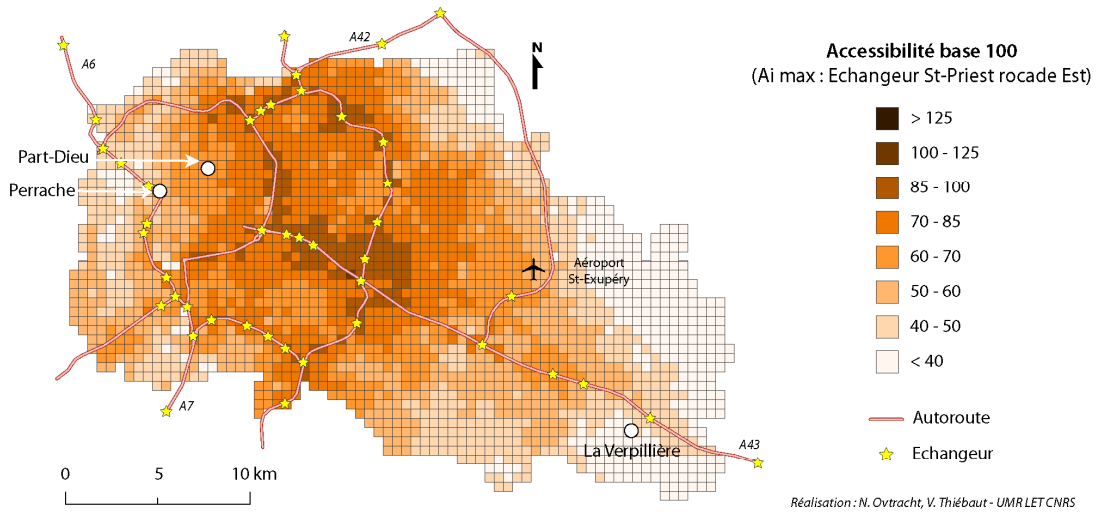 A6
A42
N
Part-Dieu
Perrache
Aéroport
St-Exupéry
A7
La Verpillière
A43
0 5 10 km
Accessibilité base 100
(Ai max : Echangeur St-Priest rocade Est)
> 125
100 - 125
85 - 100
70 - 85
60 - 70
50 - 60
40 - 50
< 40
Autoroute
Echangeur
Réalisation : N. Ovtracht, V. Thiébaut - UMR LET CNRS